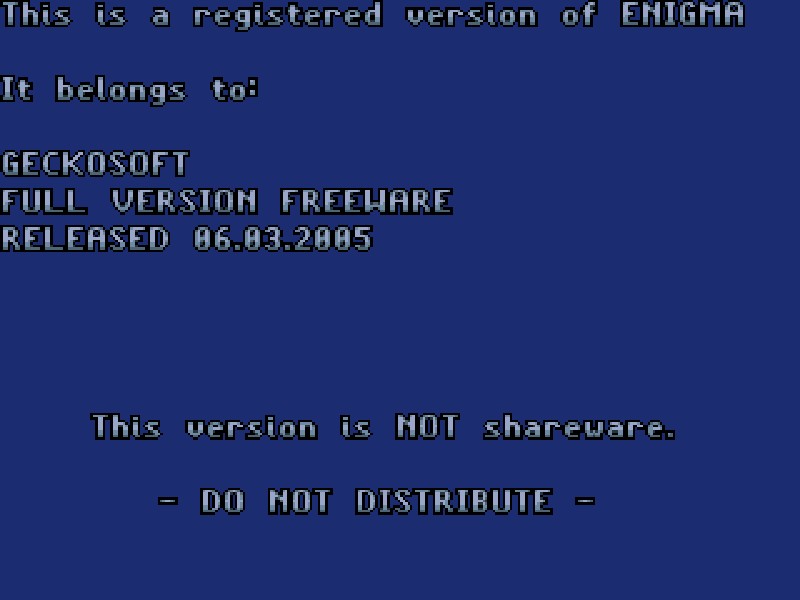 This is a registered version of ENIGMA
It belongs to:
GECKOSOFT
FULL VERSION FREEWARE
RELEASED 06.03.2005
This version is NOT shareware.
- DO NOT DISTRIBUTE -